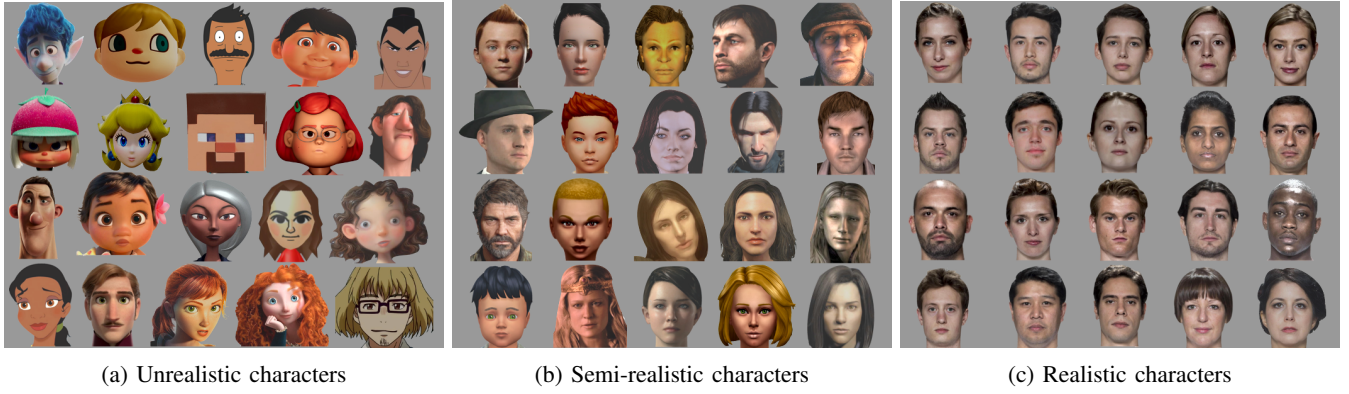 (a) Unrealistic characters
(b) Semi-realistic characters
(c) Realistic characters